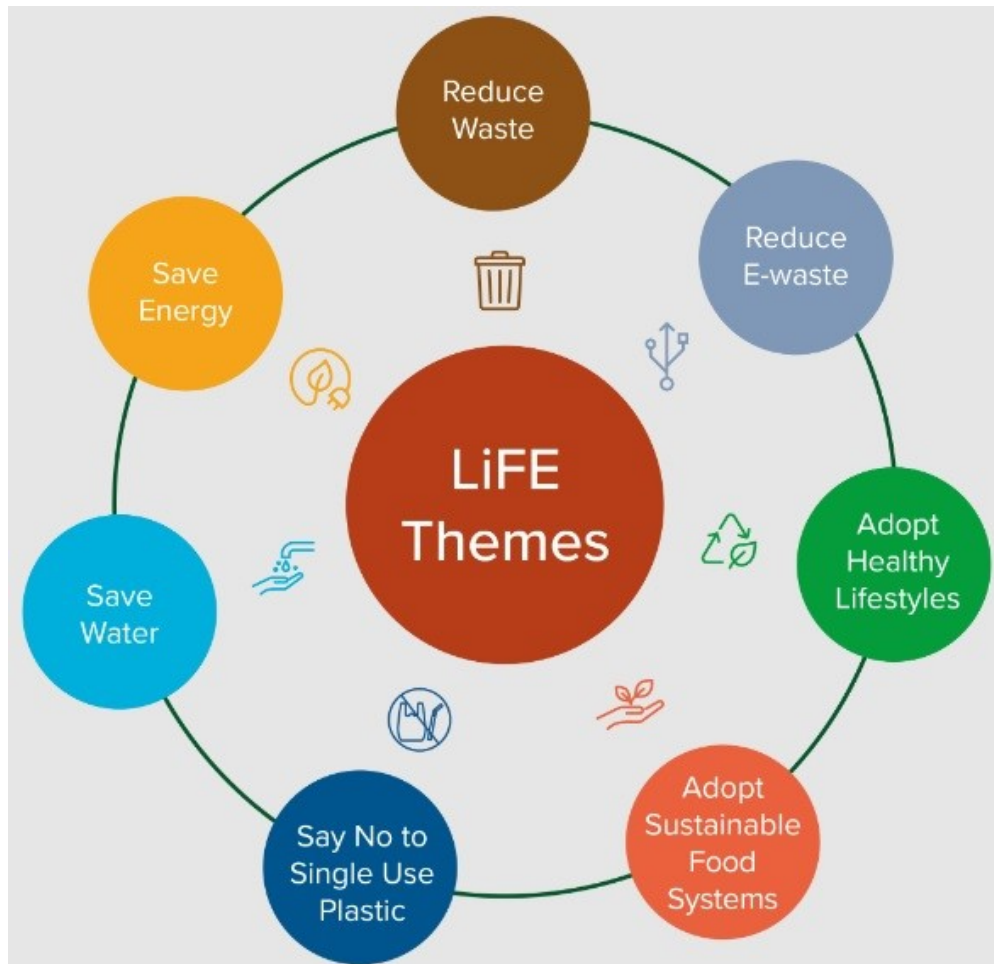 Reduce
Waste
Reduce
E-waste
Adopt
Healthy
Lifestyles
Adopt
Sustainable
Food
Systems
Say No to
Single Use
Plastic
Save
Water
Save
Energy
LiFE
Themes